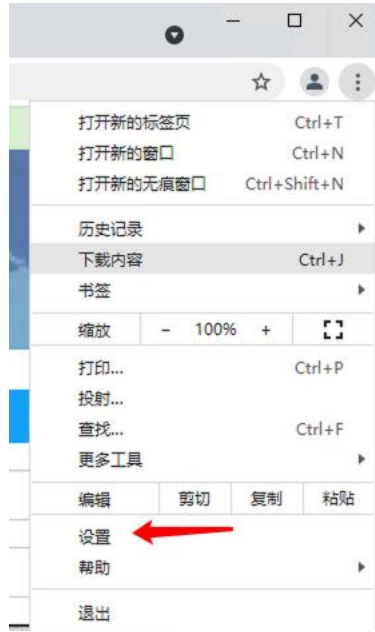 打开新的标签页 Ctrl+T
打开新的窗口 Ctrl+N
打开新的无痕窗口 Ctrl+Shift+N
历史记录
下载内容 Ctrl+J
书签
缩放 - 100% +
打印... Ctrl+P
投射...
查找... Ctrl+F
更多工具
编辑 剪切 复制 粘贴
设置
帮助
退出